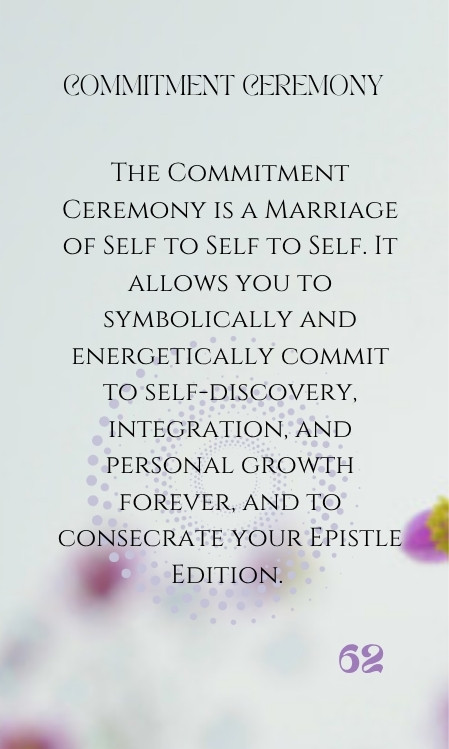 Commitment Ceremony
The Commitment
Ceremony is a Marriage
of Self to Self to Self. It
allows you to
symbolically and
energetically commit
to self-discovery,
integration, and
personal growth
forever, and to
consecrate your Epistle
Edition.
62